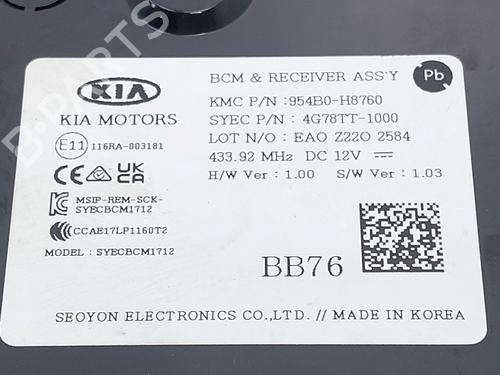 B-PARTS
KIA
KIA MOTORS
E11 116RA-003181
CE UK CA
MSIP-REM-SCK-
SYECBCM1712
CCAE17LP1160T2
MODEL : SYECBCM1712
BCM & RECEIVER ASS'Y
Pb
KMC P/N : 954B0-H8760
SYEC P/N : 4G78TT-1000
LOT N/O : EAO Z22O 2584
433.92 MHz DC 12V
H/W Ver : 1.00 S/W Ver : 1.03
BB76
SEOYON ELECTRONICS CO.,LTD. // MADE IN KOREA